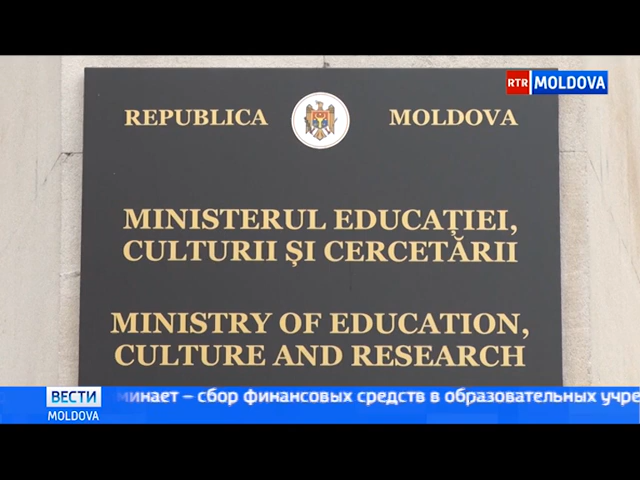 RTR MOLDOVA
REPUBLICA MOLDOVA
MINISTERUL EDUCAȚIEI,
CULTURII ȘI CERCETĂRII
MINISTRY OF EDUCATION,
CULTURE AND RESEARCH
ВЕСТИ
MOLDOVA
минает – сбор финансовых средств в образовательных учре